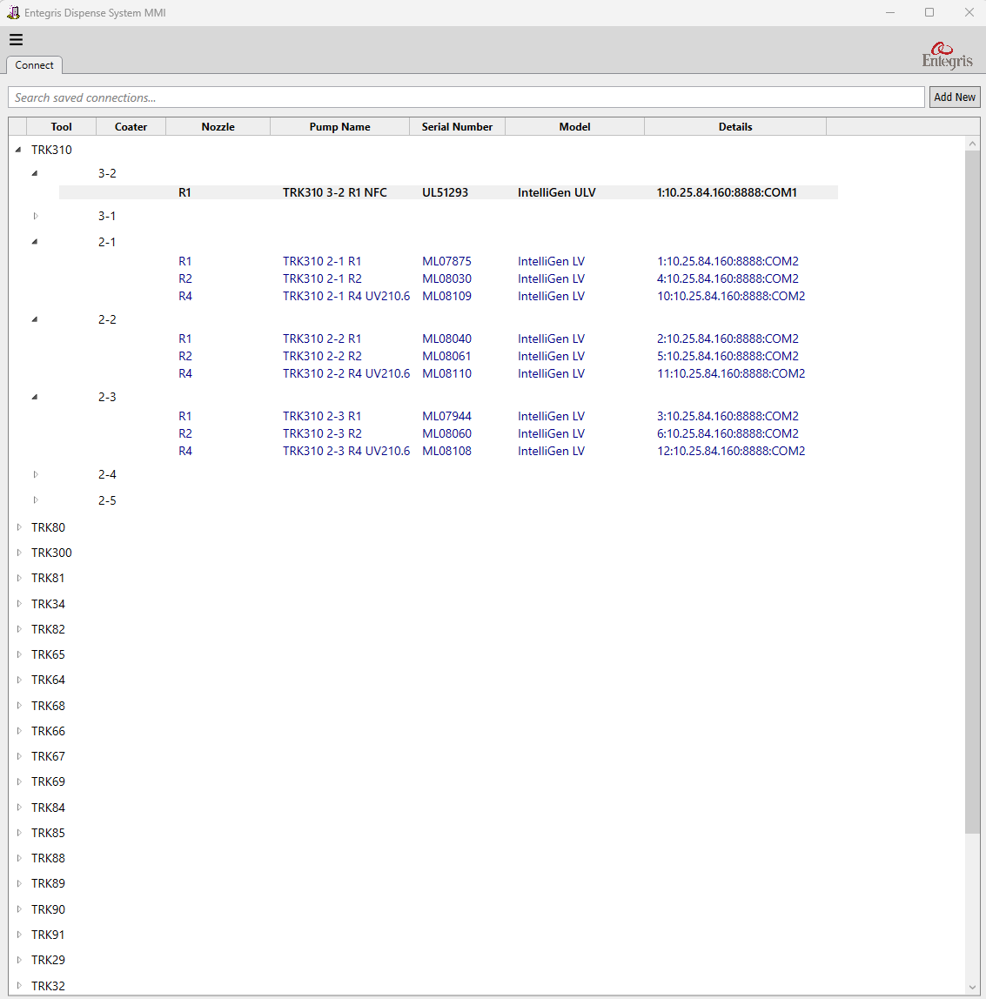 Entegris Dispense System MMI
Connect
Entegris
Search saved connections...
Add New
Tool Coater Nozzle Pump Name Serial Number Model Details
TRK310
3-2
R1 TRK310 3-2 R1 NFC UL51293 IntelliGen ULV 1:10.25.84.160:8888:COM1
3-1
2-1
R1 TRK310 2-1 R1 ML07875 IntelliGen LV 1:10.25.84.160:8888:COM2
R2 TRK310 2-1 R2 ML08030 IntelliGen LV 4:10.25.84.160:8888:COM2
R4 TRK310 2-1 R4 UV210.6 ML08109 IntelliGen LV 10:10.25.84.160:8888:COM2
2-2
R1 TRK310 2-2 R1 ML08040 IntelliGen LV 2:10.25.84.160:8888:COM2
R2 TRK310 2-2 R2 ML08061 IntelliGen LV 5:10.25.84.160:8888:COM2
R4 TRK310 2-2 R4 UV210.6 ML08110 IntelliGen LV 11:10.25.84.160:8888:COM2
2-3
R1 TRK310 2-3 R1 ML07944 IntelliGen LV 3:10.25.84.160:8888:COM2
R2 TRK310 2-3 R2 ML08060 IntelliGen LV 6:10.25.84.160:8888:COM2
R4 TRK310 2-3 R4 UV210.6 ML08108 IntelliGen LV 12:10.25.84.160:8888:COM2
2-4
2-5
TRK80
TRK300
TRK81
TRK34
TRK82
TRK65
TRK64
TRK68
TRK66
TRK67
TRK69
TRK84
TRK85
TRK88
TRK89
TRK90
TRK91
TRK29
TRK32